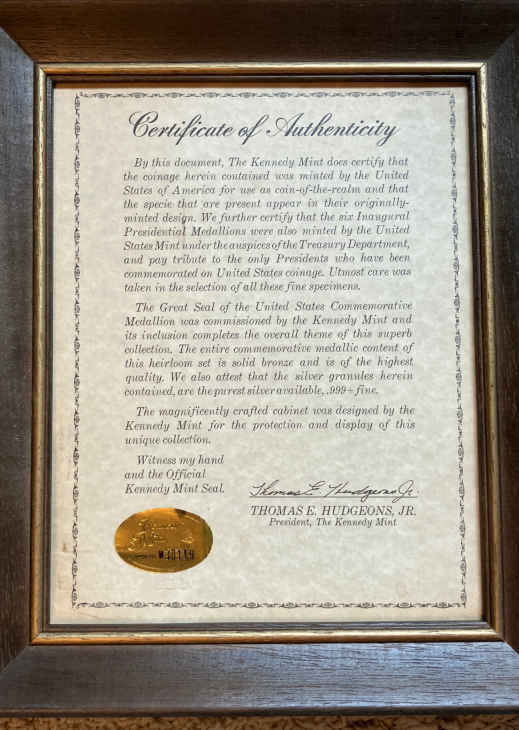 Certificate of Authenticity
By this document, The Kennedy Mint does certify that
the coinage herein contained was minted by the United
States of America for use as coin-of-the-realm and that
the specie that are present appear in their originally-
minted design. We further certify that the six Inaugural
Presidential Medallions were also minted by the United
States Mint under the auspices of the Treasury Department,
and pay tribute to the only Presidents who have been
commemorated on United States coinage. Utmost care was
taken in the selection of all these fine specimens.
The Great Seal of the United States Commemorative
Medallion was commissioned by the Kennedy Mint and
its inclusion completes the overall theme of this superb
collection. The entire commemorative medallic content of
this heirloom set is solid bronze and is of the highest
quality. We also attest that the silver granules herein
contained, are the purest silver available, .999+ fine.
The magnificently crafted cabinet was designed by the
Kennedy Mint for the protection and display of this
unique collection.
Witness my hand
and the Official
Kennedy Mint Seal.
Thomas E. Hudgeons Jr.
THOMAS E. HUDGEONS, JR.
President, The Kennedy Mint